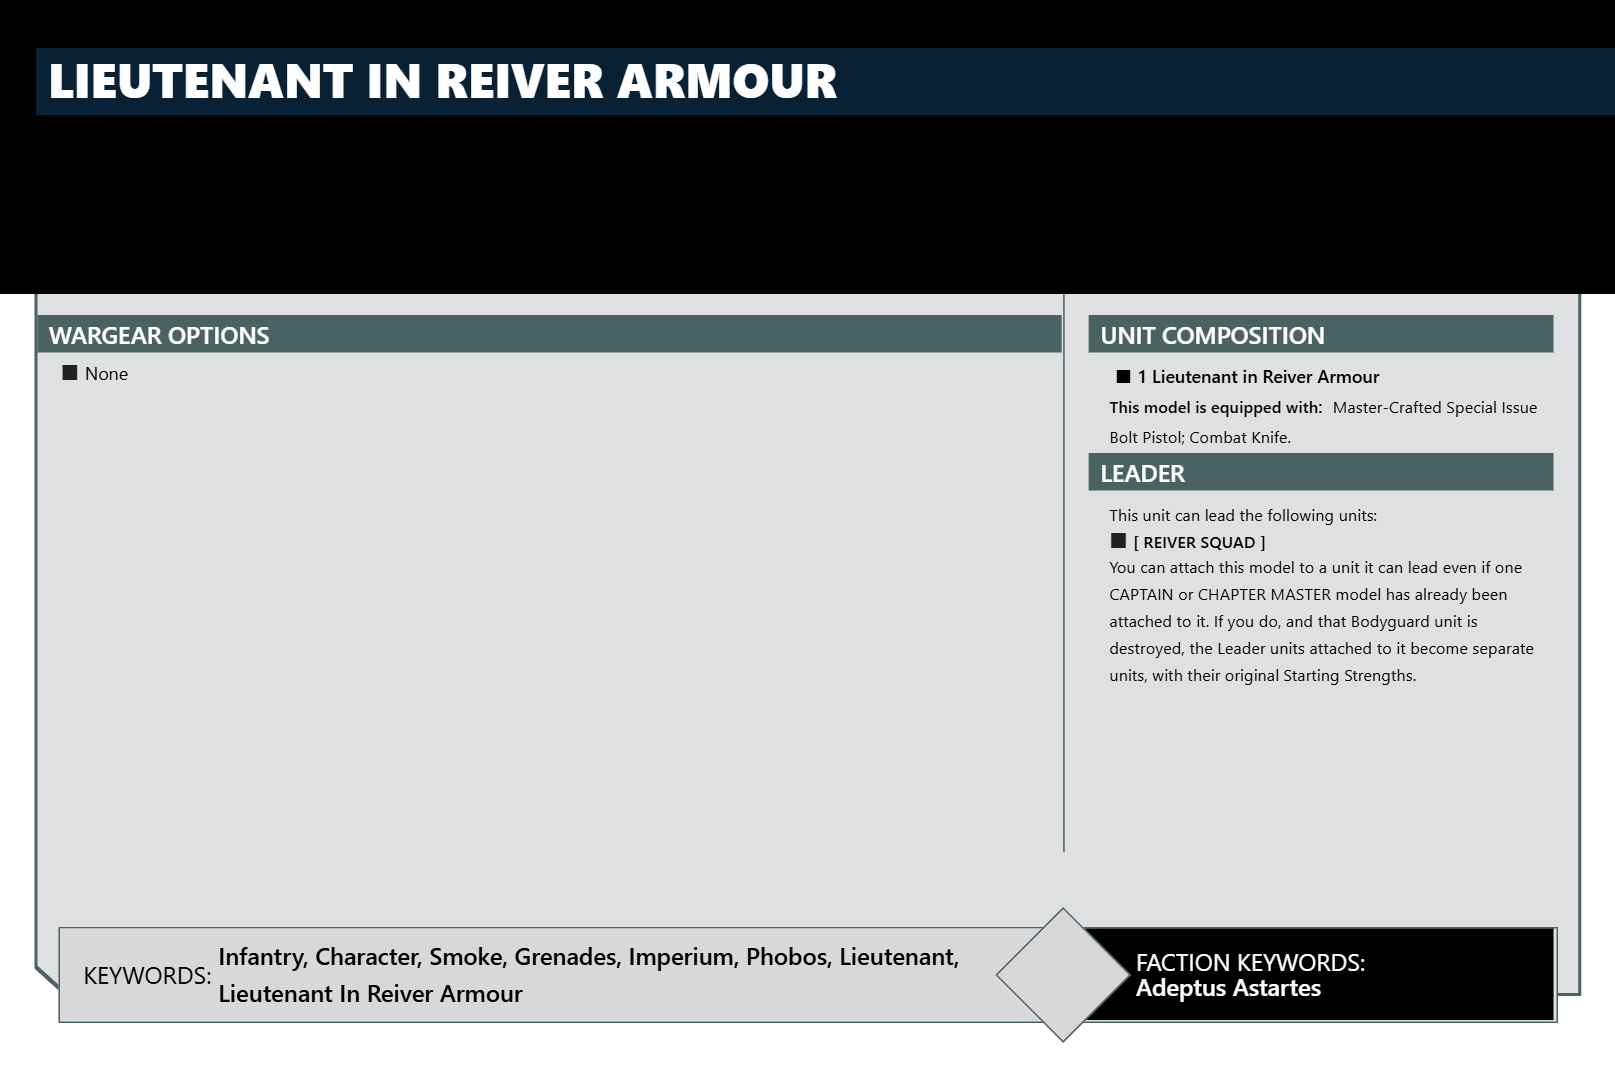 LIEUTENANT IN REIVER ARMOUR
WARGEAR OPTIONS
■ None
UNIT COMPOSITION
■ 1 Lieutenant in Reiver Armour
This model is equipped with: Master-Crafted Special Issue
Bolt Pistol; Combat Knife.
LEADER
This unit can lead the following units:
■ [ REIVER SQUAD ]
You can attach this model to a unit it can lead even if one
CAPTAIN or CHAPTER MASTER model has already been
attached to it. If you do, and that Bodyguard unit is
destroyed, the Leader units attached to it become separate
units, with their original Starting Strengths.
KEYWORDS:
Infantry, Character, Smoke, Grenades, Imperium, Phobos, Lieutenant,
Lieutenant In Reiver Armour
FACTION KEYWORDS:
Adeptus Astartes